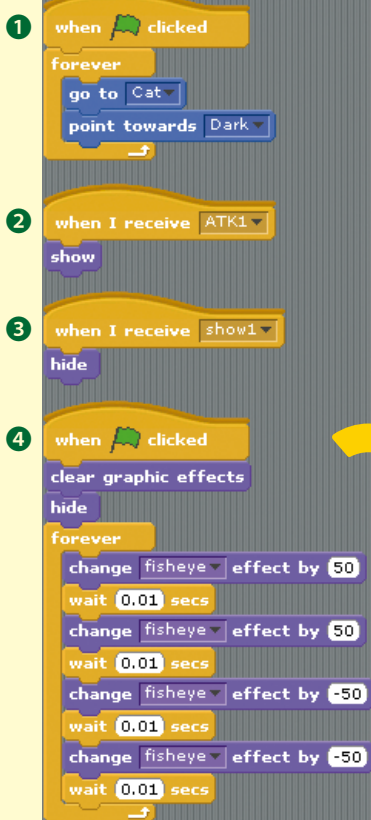 1 when clicked
forever
go to Cat
point towards Dark
2 when I receive ATK1
show
3 when I receive show1
hide
4 when clicked
clear graphic effects
hide
forever
change fisheye effect by 50
wait 0.01 secs
change fisheye effect by 50
wait 0.01 secs
change fisheye effect by -50
wait 0.01 secs
change fisheye effect by -50
wait 0.01 secs